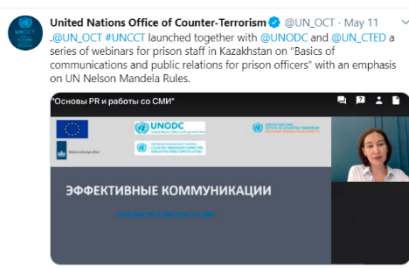 United Nations Office of Counter-Terrorism @UN_OCT · May 11
.@UN_OCT #UNCCT launched together with @UNODC and @UN_CTED a
series of webinars for prison staff in Kazakhstan on "Basics of
communications and public relations for prison officers" with an emphasis
on UN Nelson Mandela Rules.
"Основы PR и работы со СМИ"
UNODC
ЭФФЕКТИВНЫЕ КОММУНИКАЦИИ